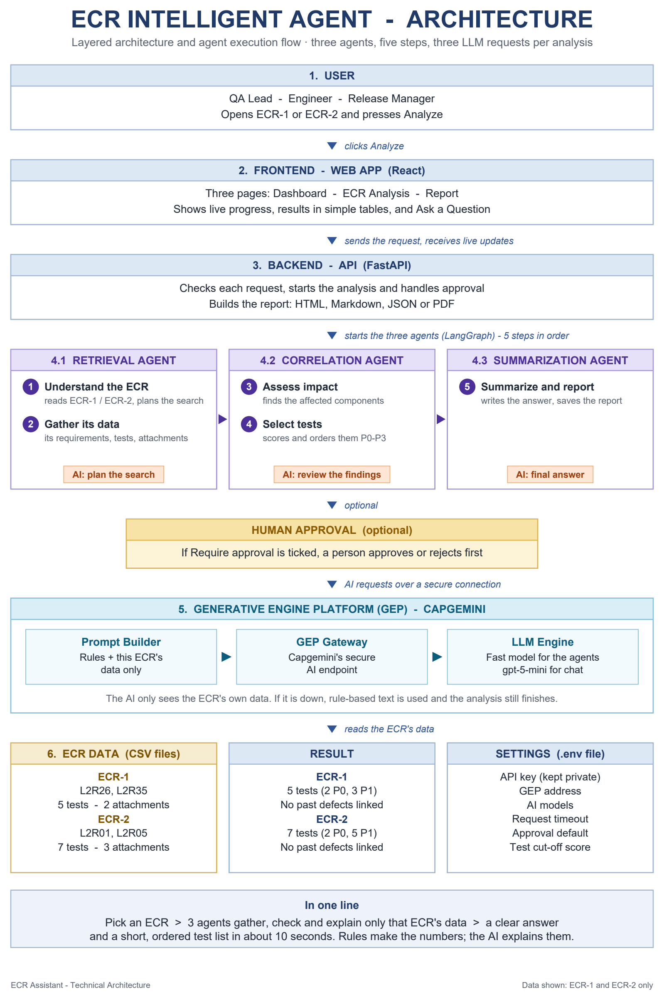 ECR INTELLIGENT AGENT - ARCHITECTURE
Layered architecture and agent execution flow · three agents, five steps, three LLM requests per analysis
1. USER
QA Lead - Engineer - Release Manager
Opens ECR-1 or ECR-2 and presses Analyze
clicks Analyze
2. FRONTEND - WEB APP (React)
Three pages: Dashboard - ECR Analysis - Report
Shows live progress, results in simple tables, and Ask a Question
sends the request, receives live updates
3. BACKEND - API (FastAPI)
Checks each request, starts the analysis and handles approval
Builds the report: HTML, Markdown, JSON or PDF
starts the three agents (LangGraph) - 5 steps in order
4.1 RETRIEVAL AGENT
1 Understand the ECR
reads ECR-1 / ECR-2, plans the search
2 Gather its data
its requirements, tests, attachments
AI: plan the search
4.2 CORRELATION AGENT
3 Assess impact
finds the affected components
4 Select tests
scores and orders them P0-P3
AI: review the findings
4.3 SUMMARIZATION AGENT
5 Summarize and report
writes the answer, saves the report
AI: final answer
optional
HUMAN APPROVAL (optional)
If Require approval is ticked, a person approves or rejects first
AI requests over a secure connection
5. GENERATIVE ENGINE PLATFORM (GEP) - CAPGEMINI
Prompt Builder
Rules + this ECR's
data only
GEP Gateway
Capgemini's secure
AI endpoint
LLM Engine
Fast model for the agents
gpt-5-mini for chat
The AI only sees the ECR's own data. If it is down, rule-based text is used and the analysis still finishes.
reads the ECR's data
6. ECR DATA (CSV files)
ECR-1
L2R26, L2R35
5 tests - 2 attachments
ECR-2
L2R01, L2R05
7 tests - 3 attachments
RESULT
ECR-1
5 tests (2 P0, 3 P1)
No past defects linked
ECR-2
7 tests (2 P0, 5 P1)
No past defects linked
SETTINGS (.env file)
API key (kept private)
GEP address
AI models
Request timeout
Approval default
Test cut-off score
In one line
Pick an ECR > 3 agents gather, check and explain only that ECR's data > a clear answer
and a short, ordered test list in about 10 seconds. Rules make the numbers; the AI explains them.
ECR Assistant - Technical Architecture
Data shown: ECR-1 and ECR-2 only